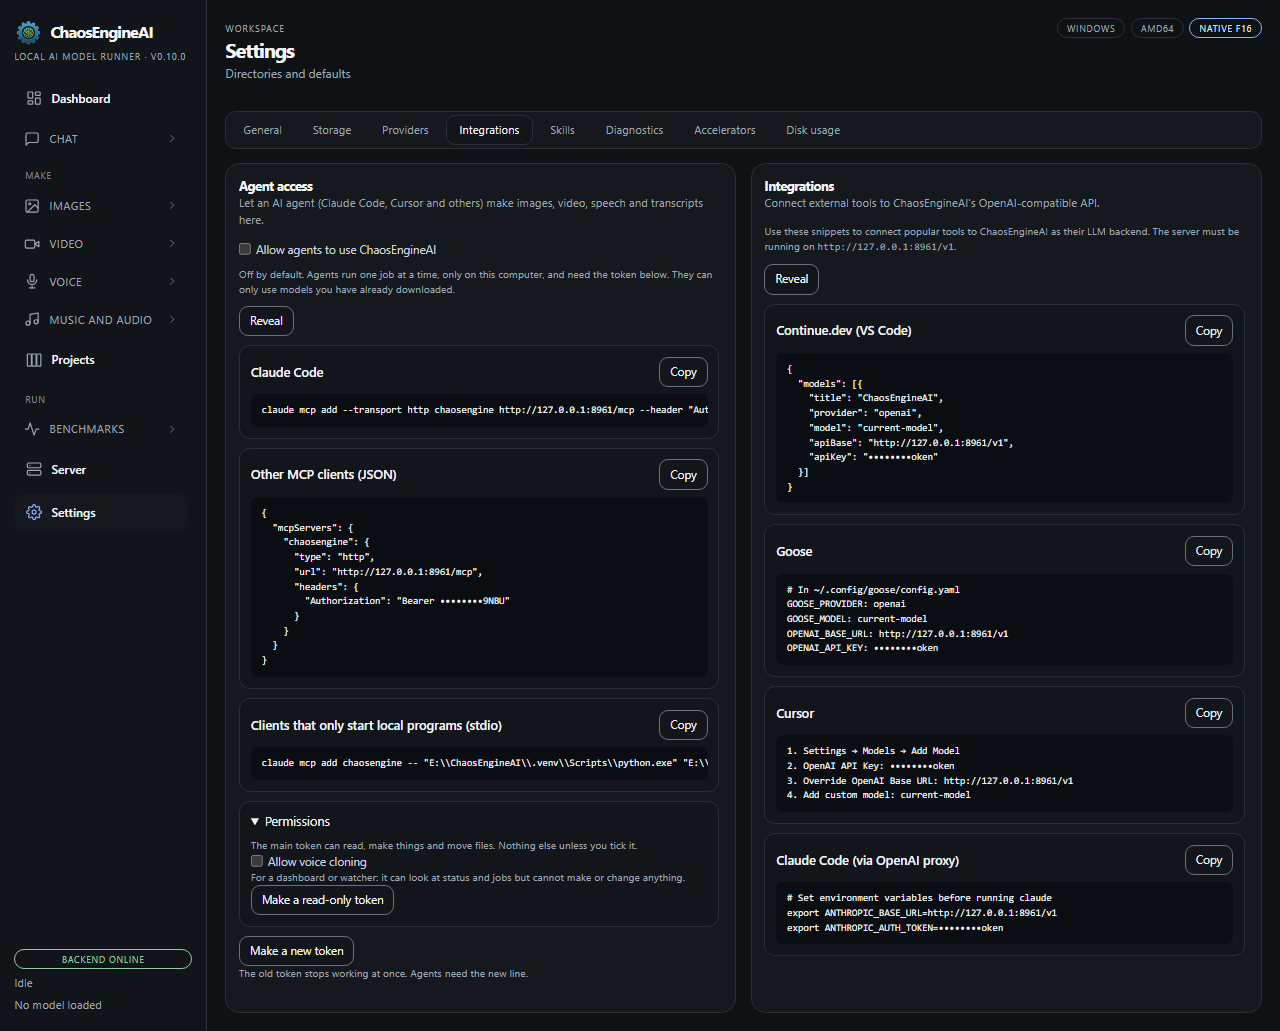 ChaosEngineAI
LOCAL AI MODEL RUNNER · V0.10.0
Dashboard
CHAT
MAKE
IMAGES
VIDEO
VOICE
MUSIC AND AUDIO
Projects
RUN
BENCHMARKS
Server
Settings
BACKEND ONLINE
Idle
No model loaded
WORKSPACE
Settings
Directories and defaults
WINDOWS
AMD64
NATIVE F16
General
Storage
Providers
Integrations
Skills
Diagnostics
Accelerators
Disk usage
Agent access
Let an AI agent (Claude Code, Cursor and others) make images, video, speech and transcripts
here.
Allow agents to use ChaosEngineAI
Off by default. Agents run one job at a time, only on this computer, and need the token below. They can
only use models you have already downloaded.
Reveal
Claude Code
Copy
claude mcp add --transport http chaosengine http://127.0.0.1:8961/mcp --header "Aut
Other MCP clients (JSON)
Copy
{
"mcpServers": {
"chaosengine": {
"type": "http",
"url": "http://127.0.0.1:8961/mcp",
"headers": {
"Authorization": "Bearer ••••••••9NBU"
}
}
}
}
Clients that only start local programs (stdio)
Copy
claude mcp add chaosengine -- "E:\\ChaosEngineAI\\.venv\\Scripts\\python.exe" "E:\\
▼ Permissions
The main token can read, make things and move files. Nothing else unless you tick it.
Allow voice cloning
For a dashboard or watcher: it can look at status and jobs but cannot make or change anything.
Make a read-only token
Make a new token
The old token stops working at once. Agents need the new line.
Integrations
Connect external tools to ChaosEngineAI's OpenAI-compatible API.
Use these snippets to connect popular tools to ChaosEngineAI as their LLM backend. The server must be
running on http://127.0.0.1:8961/v1.
Reveal
Continue.dev (VS Code)
Copy
{
"models": [{
"title": "ChaosEngineAI",
"provider": "openai",
"model": "current-model",
"apiBase": "http://127.0.0.1:8961/v1",
"apiKey": "••••••••oken"
}]
}
Goose
Copy
# In ~/.config/goose/config.yaml
GOOSE_PROVIDER: openai
GOOSE_MODEL: current-model
OPENAI_BASE_URL: http://127.0.0.1:8961/v1
OPENAI_API_KEY: ••••••••oken
Cursor
Copy
1. Settings → Models → Add Model
2. OpenAI API Key: ••••••••oken
3. Override OpenAI Base URL: http://127.0.0.1:8961/v1
4. Add custom model: current-model
Claude Code (via OpenAI proxy)
Copy
# Set environment variables before running claude
export ANTHROPIC_BASE_URL=http://127.0.0.1:8961/v1
export ANTHROPIC_AUTH_TOKEN=••••••••oken